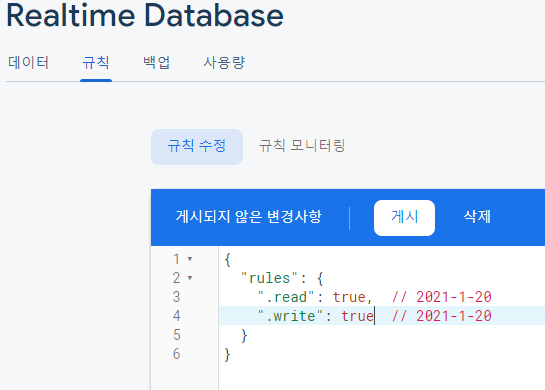 Realtime Database
데이터 규칙 백업 사용량
규칙 수정 규칙 모니터링
게시되지 않은 변경사항 게시 삭제
1 {
2 "rules": {
3 ".read": true, // 2021-1-20
4 ".write": true // 2021-1-20
5 }
6 }